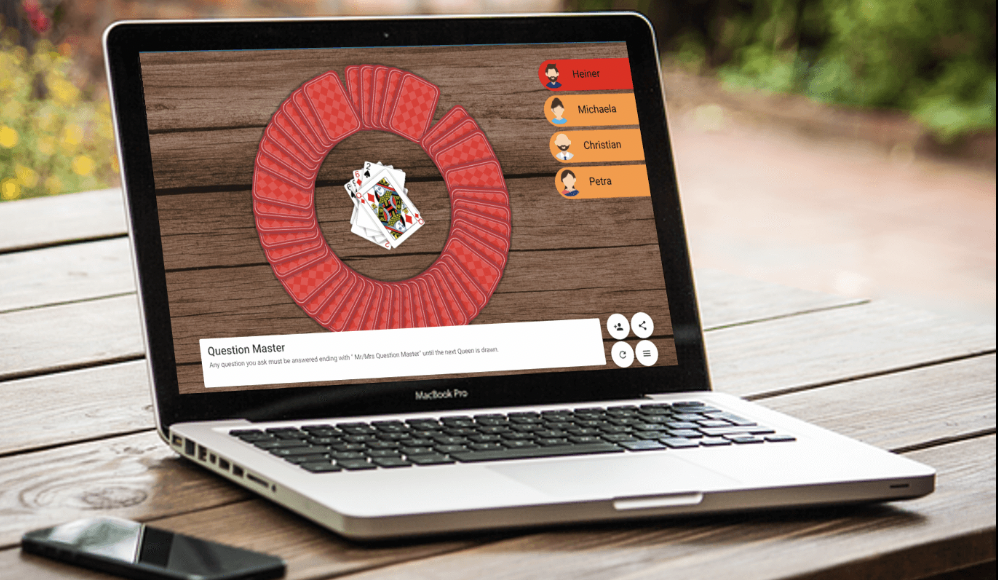 Heiner
Michaela
Christian
Petra
Question Master
Any question you ask must be answered ending with " Mr/Mrs Question Master" until the next Queen is drawn.
MacBook Pro